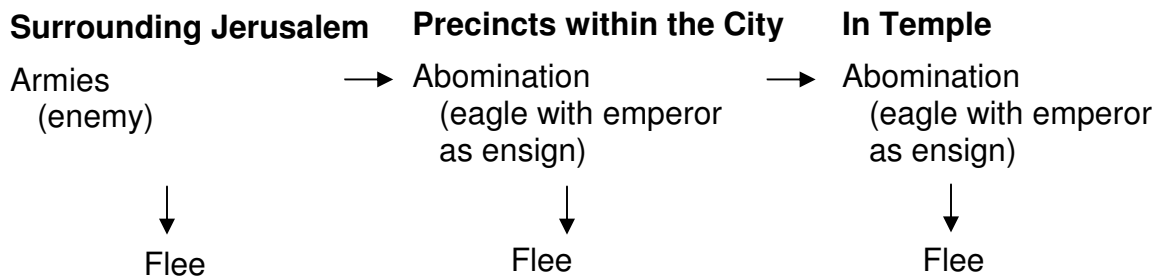 Surrounding Jerusalem
Precincts within the City
In Temple
Armies
(enemy)
Abomination
(eagle with emperor
as ensign)
Abomination
(eagle with emperor
as ensign)
Flee
Flee
Flee